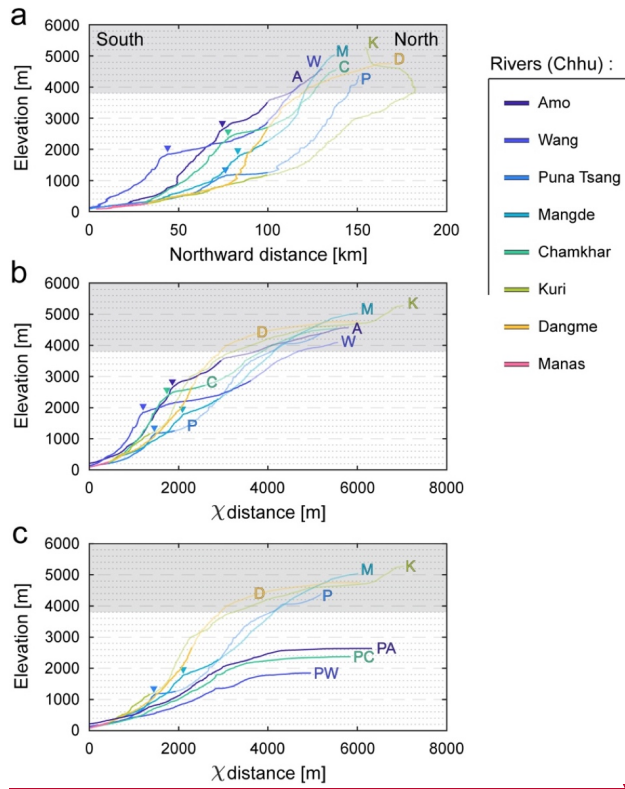 a
6000
5000
4000
3000
2000
1000
0
Elevation [m]
South
North
A
W
M
C
P
K
D
0
50
100
150
200
Northward distance [km]
Rivers (Chhu) :
Amo
Wang
Puna Tsang
Mangde
Chamkhar
Kuri
Dangme
Manas
b
6000
5000
4000
3000
2000
1000
0
Elevation [m]
D
M
K
A
W
C
P
0
2000
4000
6000
8000
χ distance [m]
c
6000
5000
4000
3000
2000
1000
0
Elevation [m]
D
M
K
P
PA
PC
PW
0
2000
4000
6000
8000
χ distance [m]